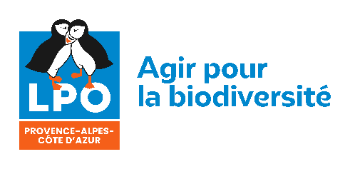 LPO
PROVENCE-ALPES-
CÔTE D'AZUR
Agir pour
la biodiversité